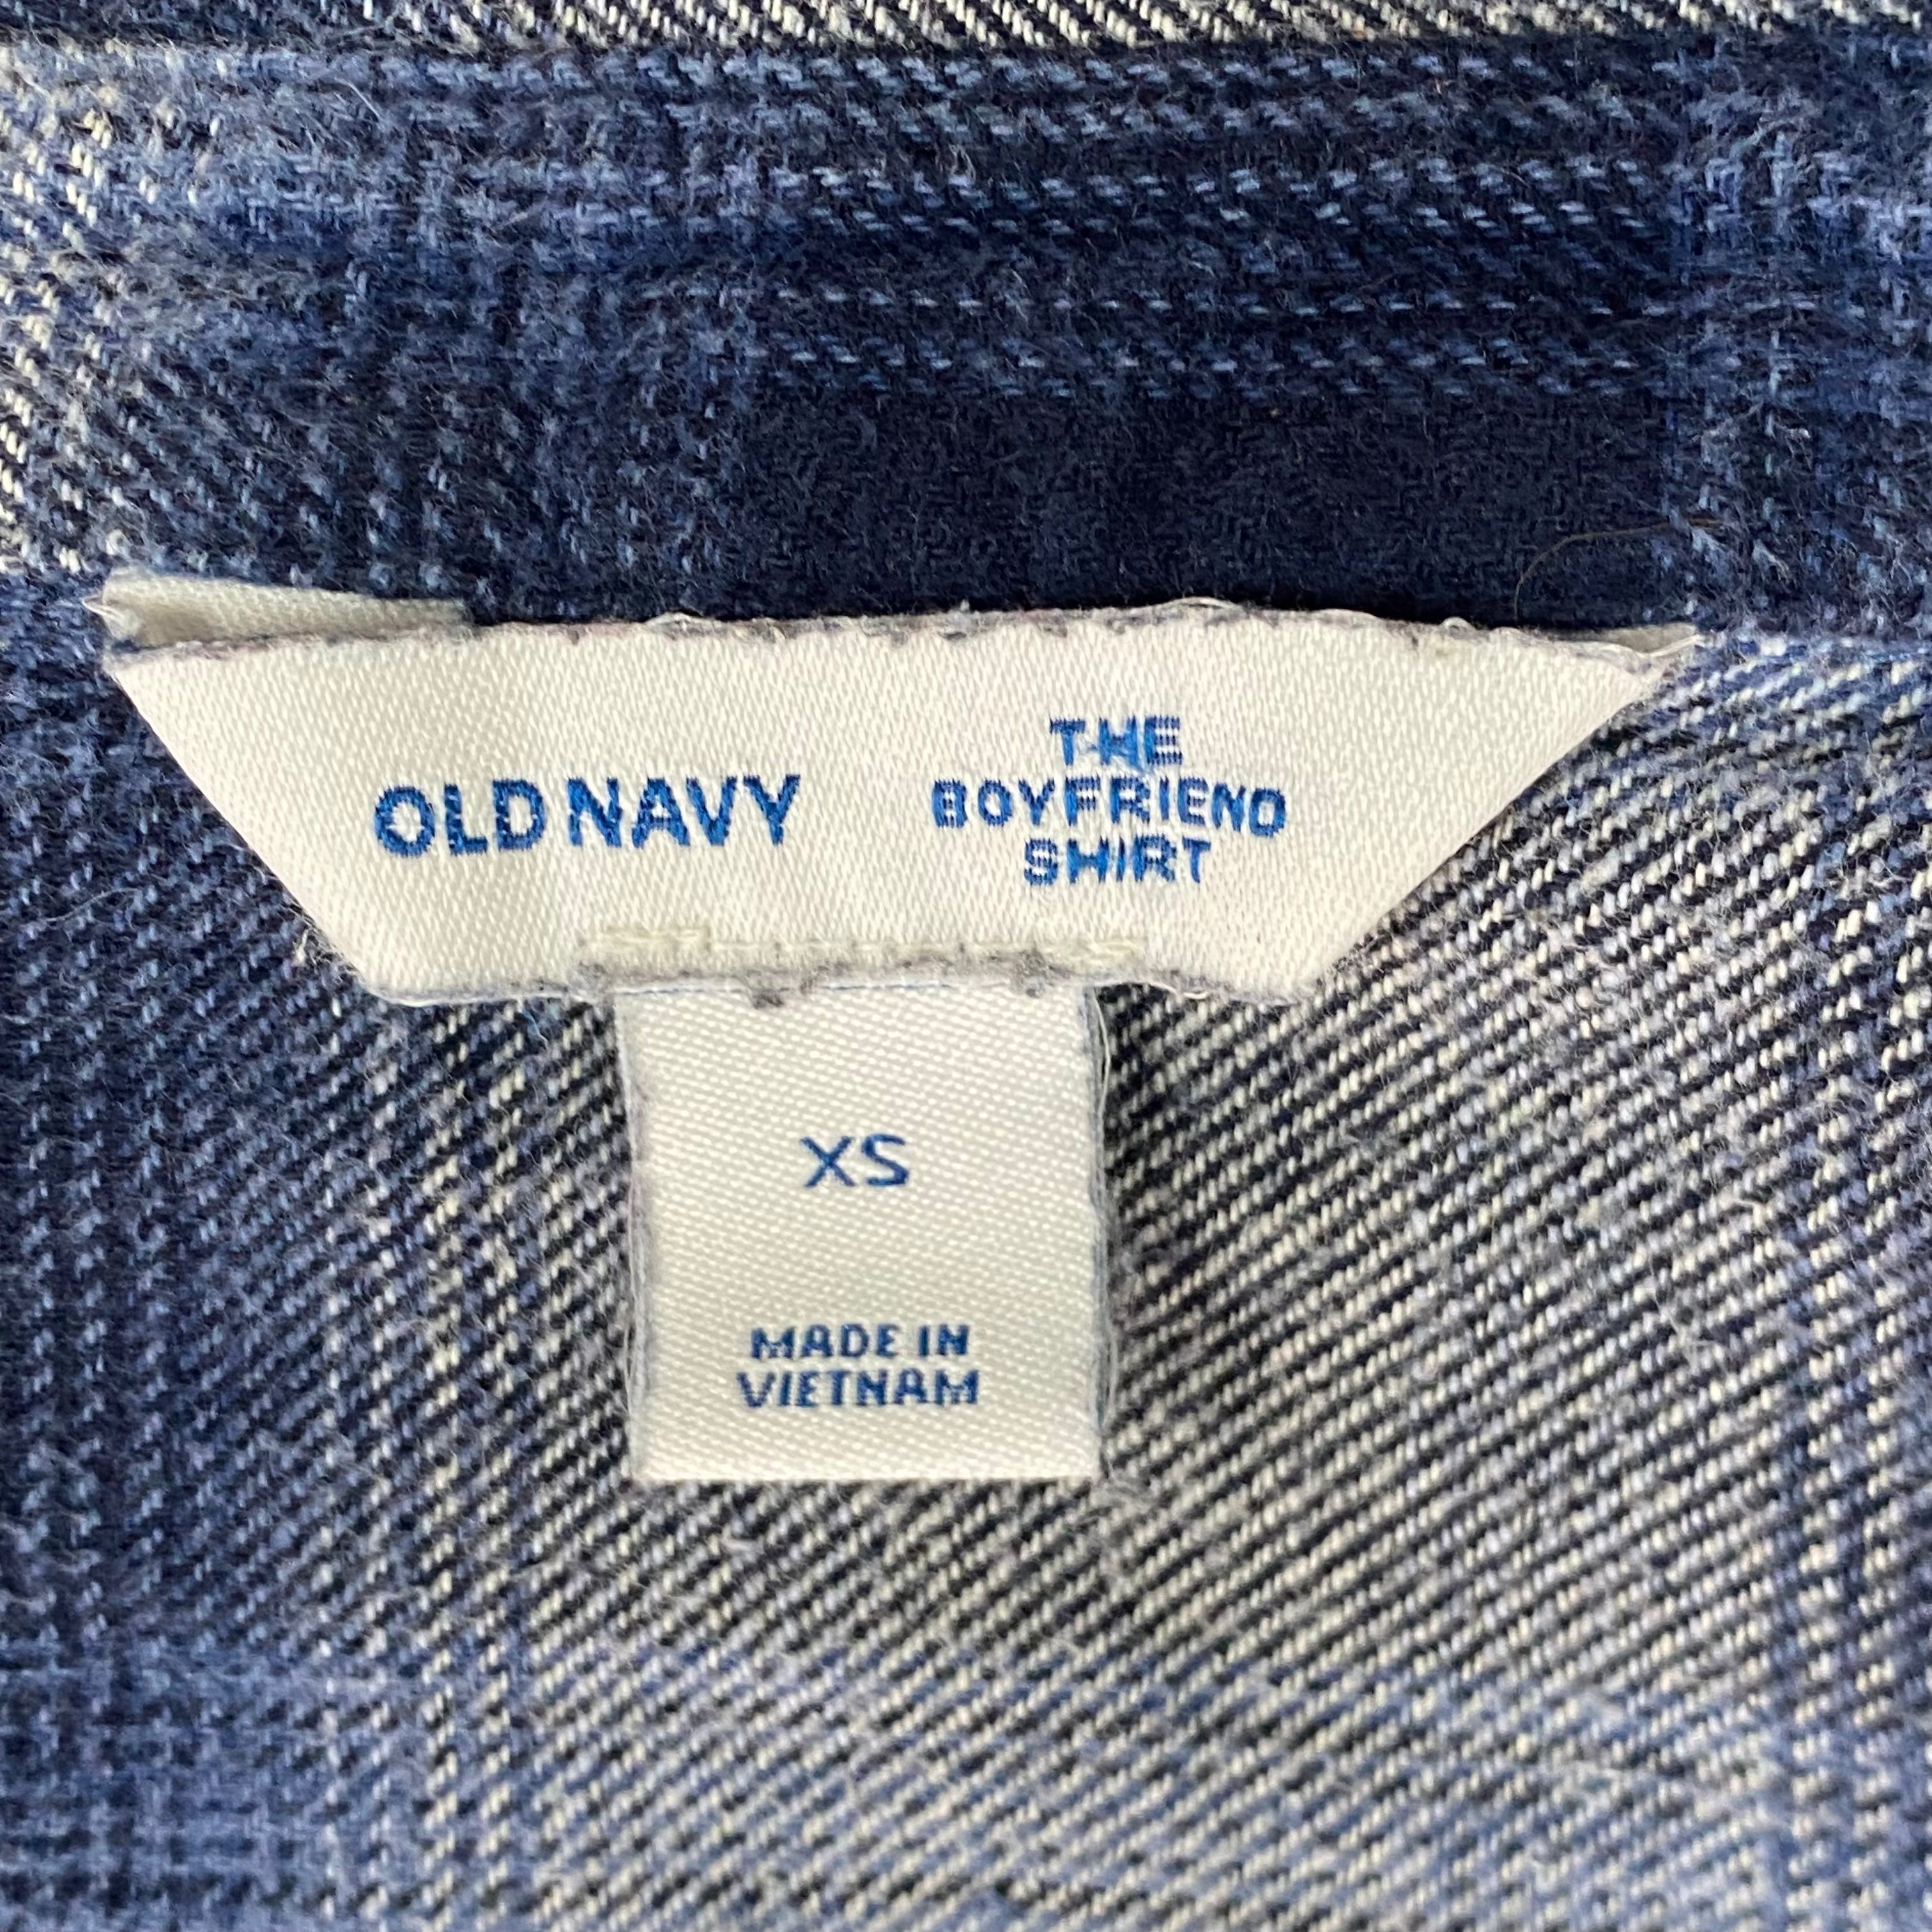 OLD NAVY
THE
BOYFRIEND
SHIRT
XS
MADE IN
VIETNAM